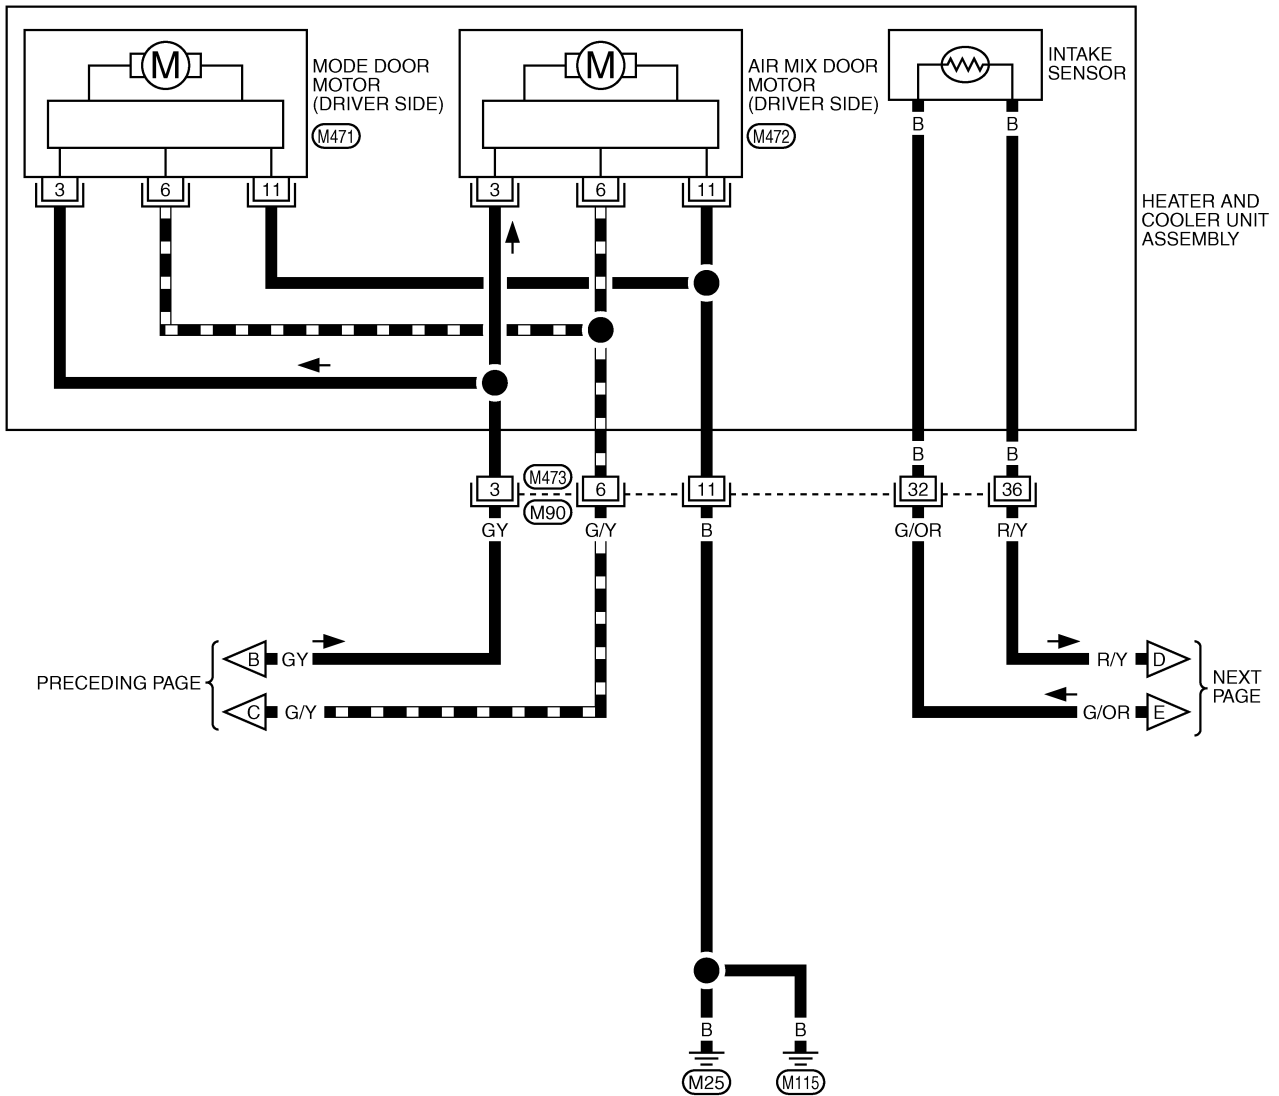 M
MODE DOOR
MOTOR
(DRIVER SIDE)
M471
3 6 11
M
AIR MIX DOOR
MOTOR
(DRIVER SIDE)
M472
3 6 11
INTAKE
SENSOR
B B
HEATER AND
COOLER UNIT
ASSEMBLY
B B
M473
3 6 11 32 36
M90
GY G/Y B G/OR R/Y
PRECEDING PAGE
B GY
C G/Y
R/Y D
G/OR E
NEXT
PAGE
B B
M25 M115